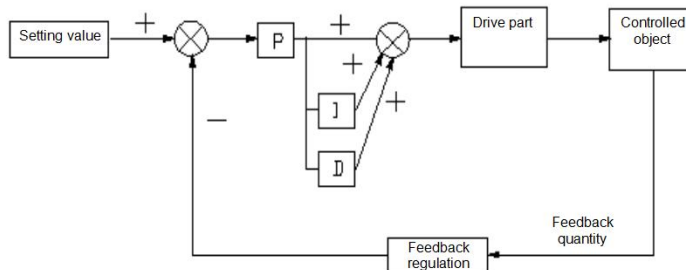 Setting value
+
P
+
+
+
I
D
Drive part
Controlled
object
−
Feedback
quantity
Feedback
regulation